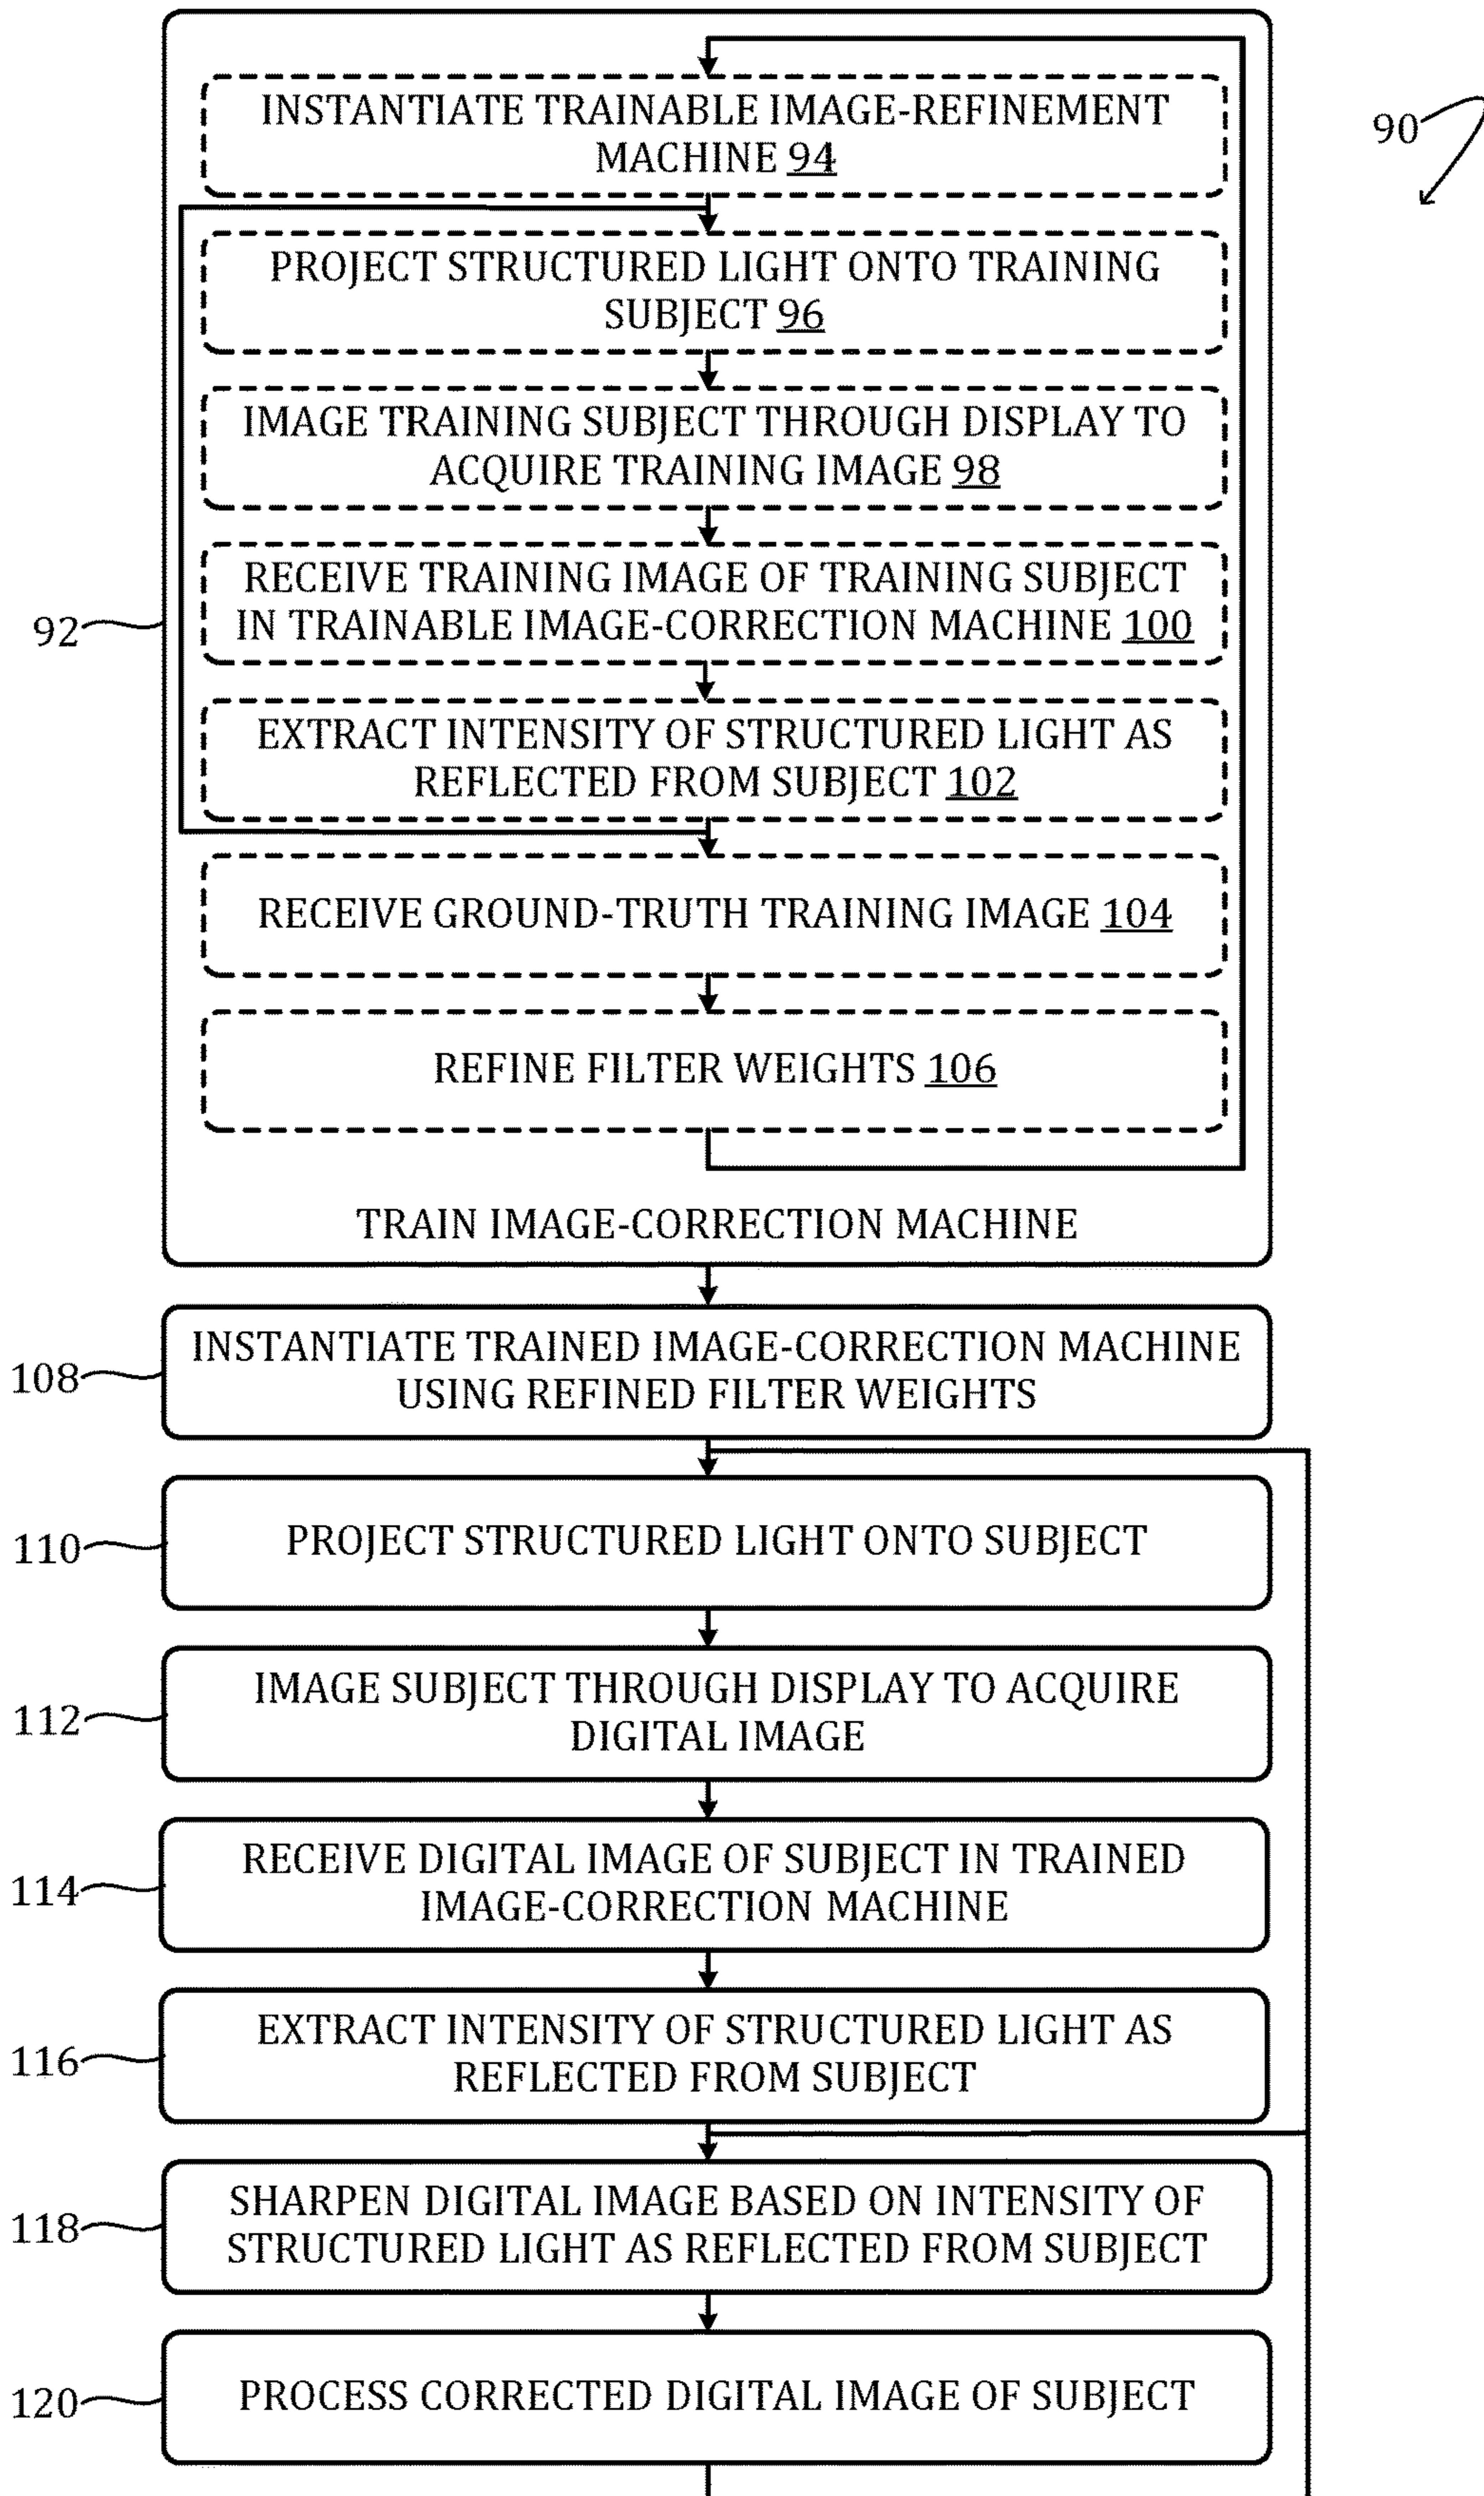 INSTANTIATE TRAINABLE IMAGE-REFINEMENT
MACHINE 94
90
PROJECT STRUCTURED LIGHT ONTO TRAINING
SUBJECT 96
IMAGE TRAINING SUBJECT THROUGH DISPLAY TO
ACQUIRE TRAINING IMAGE 98
RECEIVE TRAINING IMAGE OF TRAINING SUBJECT
IN TRAINABLE IMAGE-CORRECTION MACHINE 100
92
EXTRACT INTENSITY OF STRUCTURED LIGHT AS
REFLECTED FROM SUBJECT 102
RECEIVE GROUND-TRUTH TRAINING IMAGE 104
REFINE FILTER WEIGHTS 106
TRAIN IMAGE-CORRECTION MACHINE
108
INSTANTIATE TRAINED IMAGE-CORRECTION MACHINE
USING REFINED FILTER WEIGHTS
110
PROJECT STRUCTURED LIGHT ONTO SUBJECT
112
IMAGE SUBJECT THROUGH DISPLAY TO ACQUIRE
DIGITAL IMAGE
114
RECEIVE DIGITAL IMAGE OF SUBJECT IN TRAINED
IMAGE-CORRECTION MACHINE
116
EXTRACT INTENSITY OF STRUCTURED LIGHT AS
REFLECTED FROM SUBJECT
118
SHARPEN DIGITAL IMAGE BASED ON INTENSITY OF
STRUCTURED LIGHT AS REFLECTED FROM SUBJECT
120
PROCESS CORRECTED DIGITAL IMAGE OF SUBJECT